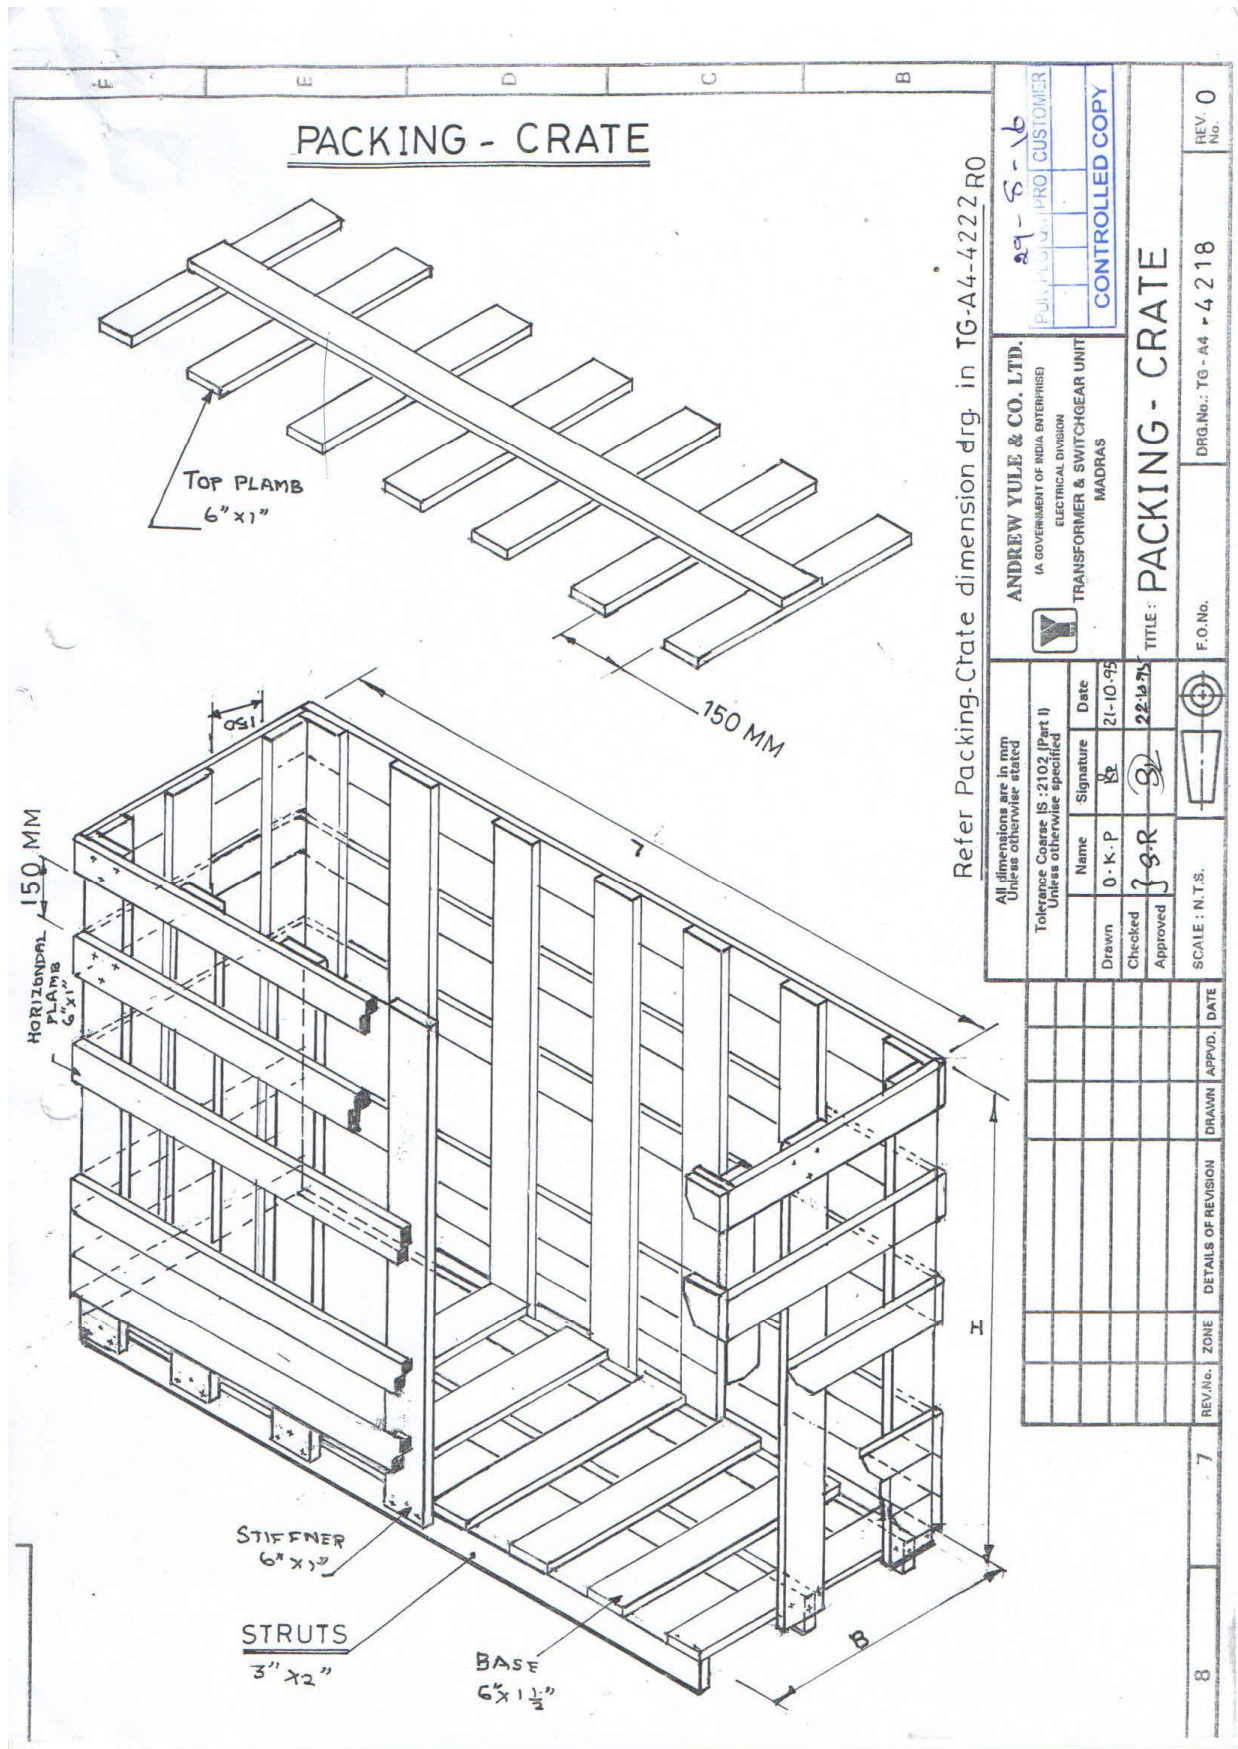 F E D C B
PACKING - CRATE
TOP PLAMB
6" x 1"
150 MM
150
150 MM
HORIZONDAL
PLAMB
6"x1"
L
H
B
STIFFNER
6" x 1"
STRUTS
3" x 2"
BASE
6" x 1 1/2"
Refer Packing-Crate dimension drg. in TG-A4-4222 R0
29-8-16
PRO CUSTOMER
CONTROLLED COPY
ANDREW YULE & CO. LTD.
(A GOVERNMENT OF INDIA ENTERPRISE)
ELECTRICAL DIVISION
TRANSFORMER & SWITCHGEAR UNIT
MADRAS
Y
TITLE: PACKING - CRATE
F.O.No.
DRG.No.: TG - A4 - 4218
REV. No. 0
All dimensions are in mm
Unless otherwise stated
Tolerance Coarse IS : 2102 (Part I)
Unless otherwise specified
Name Signature Date
Drawn D.K.P 21-10-95
Checked
Approved S.R
SCALE : N.T.S.
REV.No. ZONE DETAILS OF REVISION DRAWN APPVD. DATE
8 7